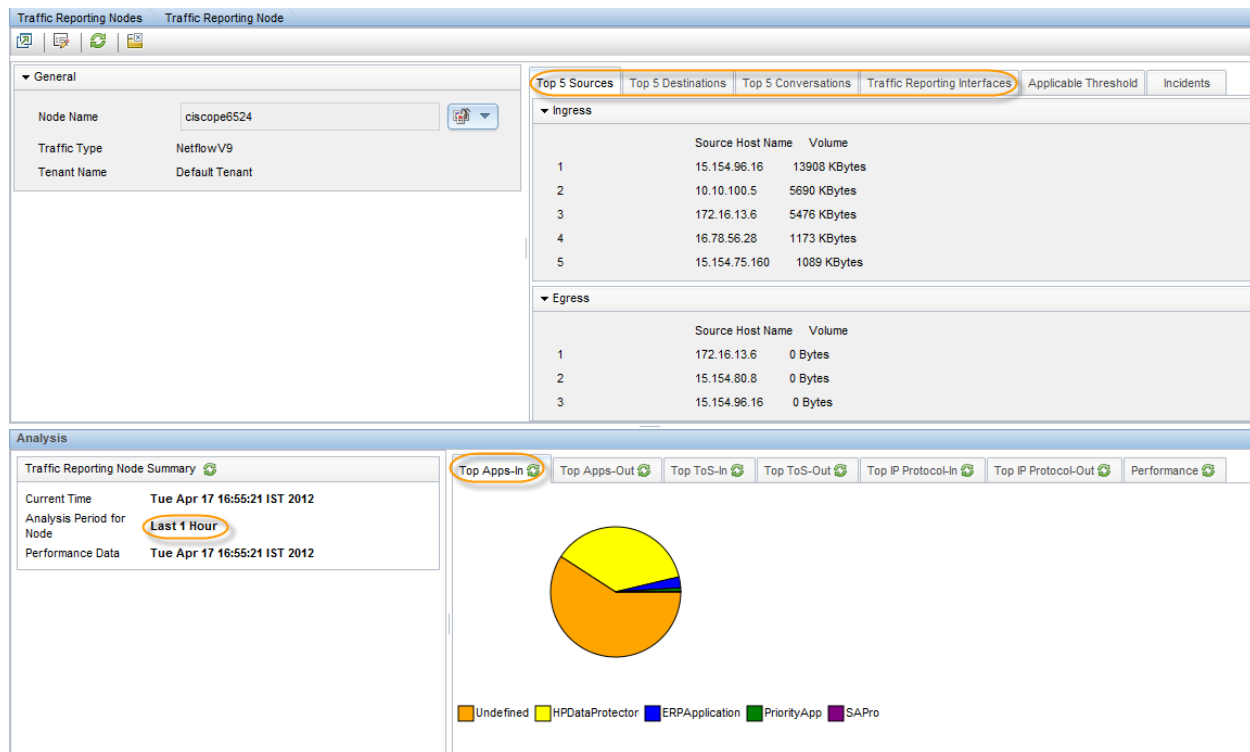 Traffic Reporting Nodes Traffic Reporting Node
General
Node Name ciscope6524
Traffic Type NetflowV9
Tenant Name Default Tenant
Top 5 Sources Top 5 Destinations Top 5 Conversations Traffic Reporting Interfaces Applicable Threshold Incidents
Ingress
Source Host Name Volume
1 15.154.96.16 13908 KBytes
2 10.10.100.5 5690 KBytes
3 172.16.13.6 5476 KBytes
4 16.78.56.28 1173 KBytes
5 15.154.75.160 1089 KBytes
Egress
Source Host Name Volume
1 172.16.13.6 0 Bytes
2 15.154.80.8 0 Bytes
3 15.154.96.16 0 Bytes
Analysis
Traffic Reporting Node Summary
Current Time Tue Apr 17 16:55:21 IST 2012
Analysis Period for
Node Last 1 Hour
Performance Data Tue Apr 17 16:55:21 IST 2012
Top Apps-In Top Apps-Out Top ToS-In Top ToS-Out Top IP Protocol-In Top IP Protocol-Out Performance
Undefined HPDataProtector ERPApplication PriorityApp SAPro